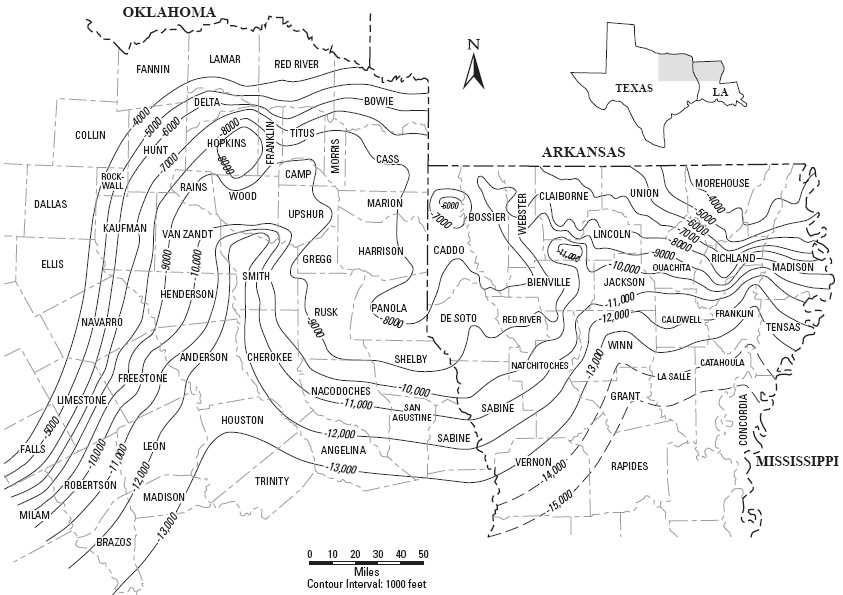 OKLAHOMA
N
TEXAS
LA
ARKANSAS
MISSISSIPPI
FANNIN
LAMAR
RED RIVER
COLLIN
DELTA
BOWIE
HUNT
HOPKINS
FRANKLIN
TITUS
MORRIS
CASS
ROCK-
WALL
RAINS
WOOD
CAMP
MARION
DALLAS
UPSHUR
KAUFMAN
VAN ZANDT
GREGG
HARRISON
ELLIS
SMITH
HENDERSON
RUSK
PANOLA
NAVARRO
ANDERSON
CHEROKEE
SHELBY
FREESTONE
NACODOCHES
LIMESTONE
SAN
AGUSTINE
SABINE
HOUSTON
FALLS
LEON
ANGELINA
ROBERTSON
MADISON
TRINITY
MILAM
BRAZOS
-4000
-5000
-6000
-7000
-8000
-8000
-9000
-10,000
-9000
-8000
-10,000
-11,000
-12,000
-13,000
-5000
-10,000
-11,000
-12,000
-13,000
CADDO
BOSSIER
WEBSTER
CLAIBORNE
UNION
MOREHOUSE
LINCOLN
OUACHITA
RICHLAND
MADISON
BIENVILLE
JACKSON
DE SOTO
RED RIVER
CALDWELL
FRANKLIN
TENSAS
NATCHITOCHES
WINN
LA SALLE
CATAHOULA
SABINE
GRANT
CONCORDIA
VERNON
RAPIDES
-6000
-7000
-4000
-5000
-6000
-7000
-8000
-9000
-10,000
-11,000
-11,000
-12,000
-13,000
-14,000
-15,000
0 10 20 30 40 50
Miles
Contour Interval: 1000 feet